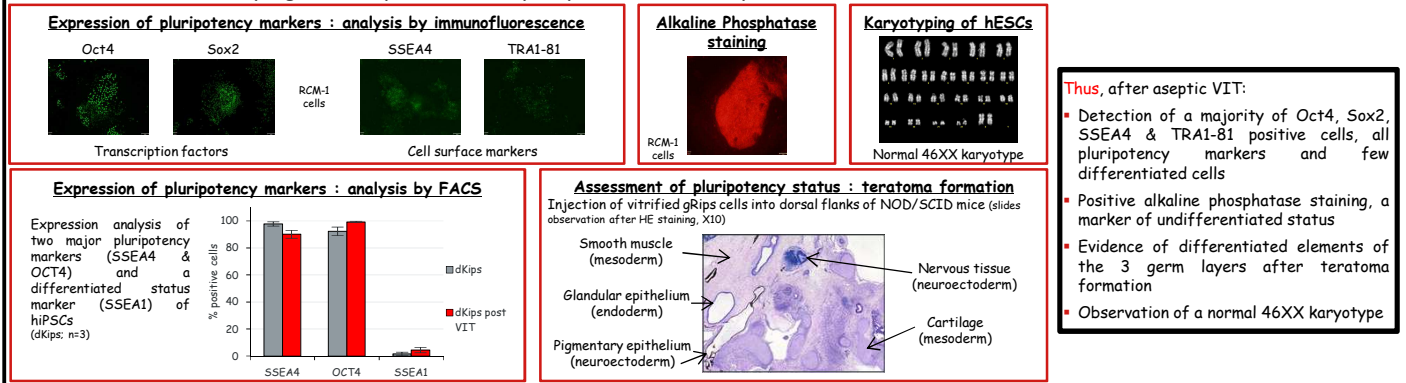 Expression of pluripotency markers : analysis by immunofluorescence
Oct4
Sox2
SSEA4
TRA1-81
RCM-1
cells
Transcription factors
Cell surface markers
Alkaline Phosphatase
staining
RCM-1
cells
Karyotyping of hESCs
Normal 46XX karyotype
Expression of pluripotency markers : analysis by FACS
Expression analysis of
two major pluripotency
markers (SSEA4 &
OCT4) and a
differentiated status
marker (SSEA1) of
hiPSCs
(dKips; n=3)
% positive cells
100
80
60
40
20
0
SSEA4
OCT4
SSEA1
dKips
dKips post
VIT
Assessment of pluripotency status : teratoma formation
Injection of vitrified gRips cells into dorsal flanks of NOD/SCID mice (slides
observation after HE staining, X10)
Smooth muscle
(mesoderm)
Glandular epithelium
(endoderm)
Pigmentary epithelium
(neuroectoderm)
Nervous tissue
(neuroectoderm)
Cartilage
(mesoderm)
Thus, after aseptic VIT:
▪ Detection of a majority of Oct4, Sox2,
SSEA4 & TRA1-81 positive cells, all
pluripotency markers and few
differentiated cells
▪ Positive alkaline phosphatase staining, a
marker of undifferentiated status
▪ Evidence of differentiated elements of
the 3 germ layers after teratoma
formation
▪ Observation of a normal 46XX karyotype